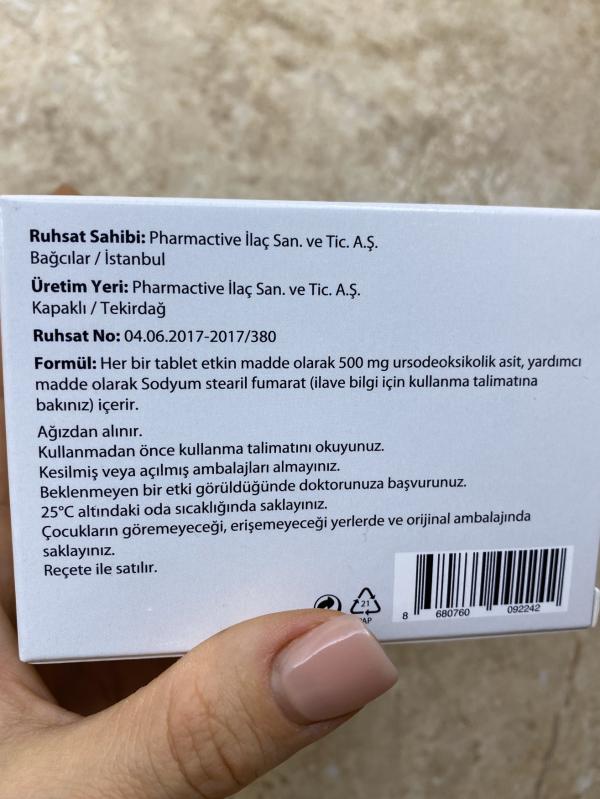 Ruhsat Sahibi: Pharmactive İlaç San. ve Tic. A.Ş.
Bağcılar / İstanbul
Üretim Yeri: Pharmactive İlaç San. ve Tic. A.Ş.
Kapaklı / Tekirdağ
Ruhsat No: 04.06.2017-2017/380
Formül: Her bir tablet etkin madde olarak 500 mg ursodeoksikolik asit, yardımcı
madde olarak Sodyum stearil fumarat (ilave bilgi için kullanma talimatına
bakınız) içerir.
Ağızdan alınır.
Kullanmadan önce kullanma talimatını okuyunuz.
Kesilmiş veya açılmış ambalajları almayınız.
Beklenmeyen bir etki görüldüğünde doktorunuza başvurunuz.
25°C altındaki oda sıcaklığında saklayınız.
Çocukların göremeyeceği, erişemeyeceği yerlerde ve orijinal ambalajında
saklayınız.
Reçete ile satılır.
21
8 680760 092242